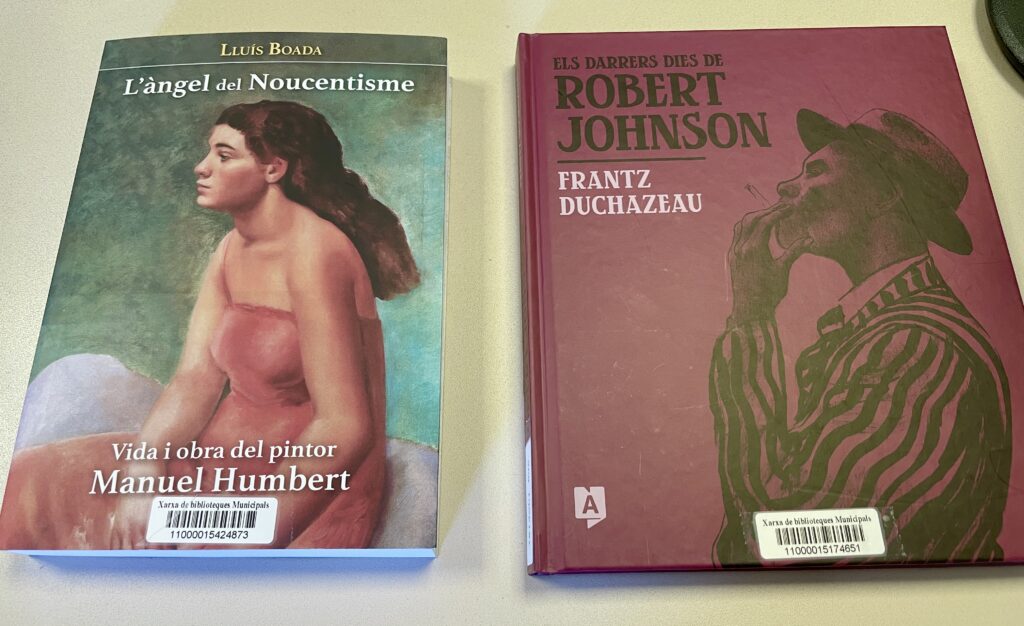 LLUÍS BOADA
L'àngel del Noucentisme
Vida i obra del pintor
Manuel Humbert
Xarxa de biblioteques Municipals
11000015424873
ELS DARRERS DIES DE
ROBERT
JOHNSON
FRANTZ
DUCHAZEAU
A
Xarxa de biblioteques Municipals
11000015174651